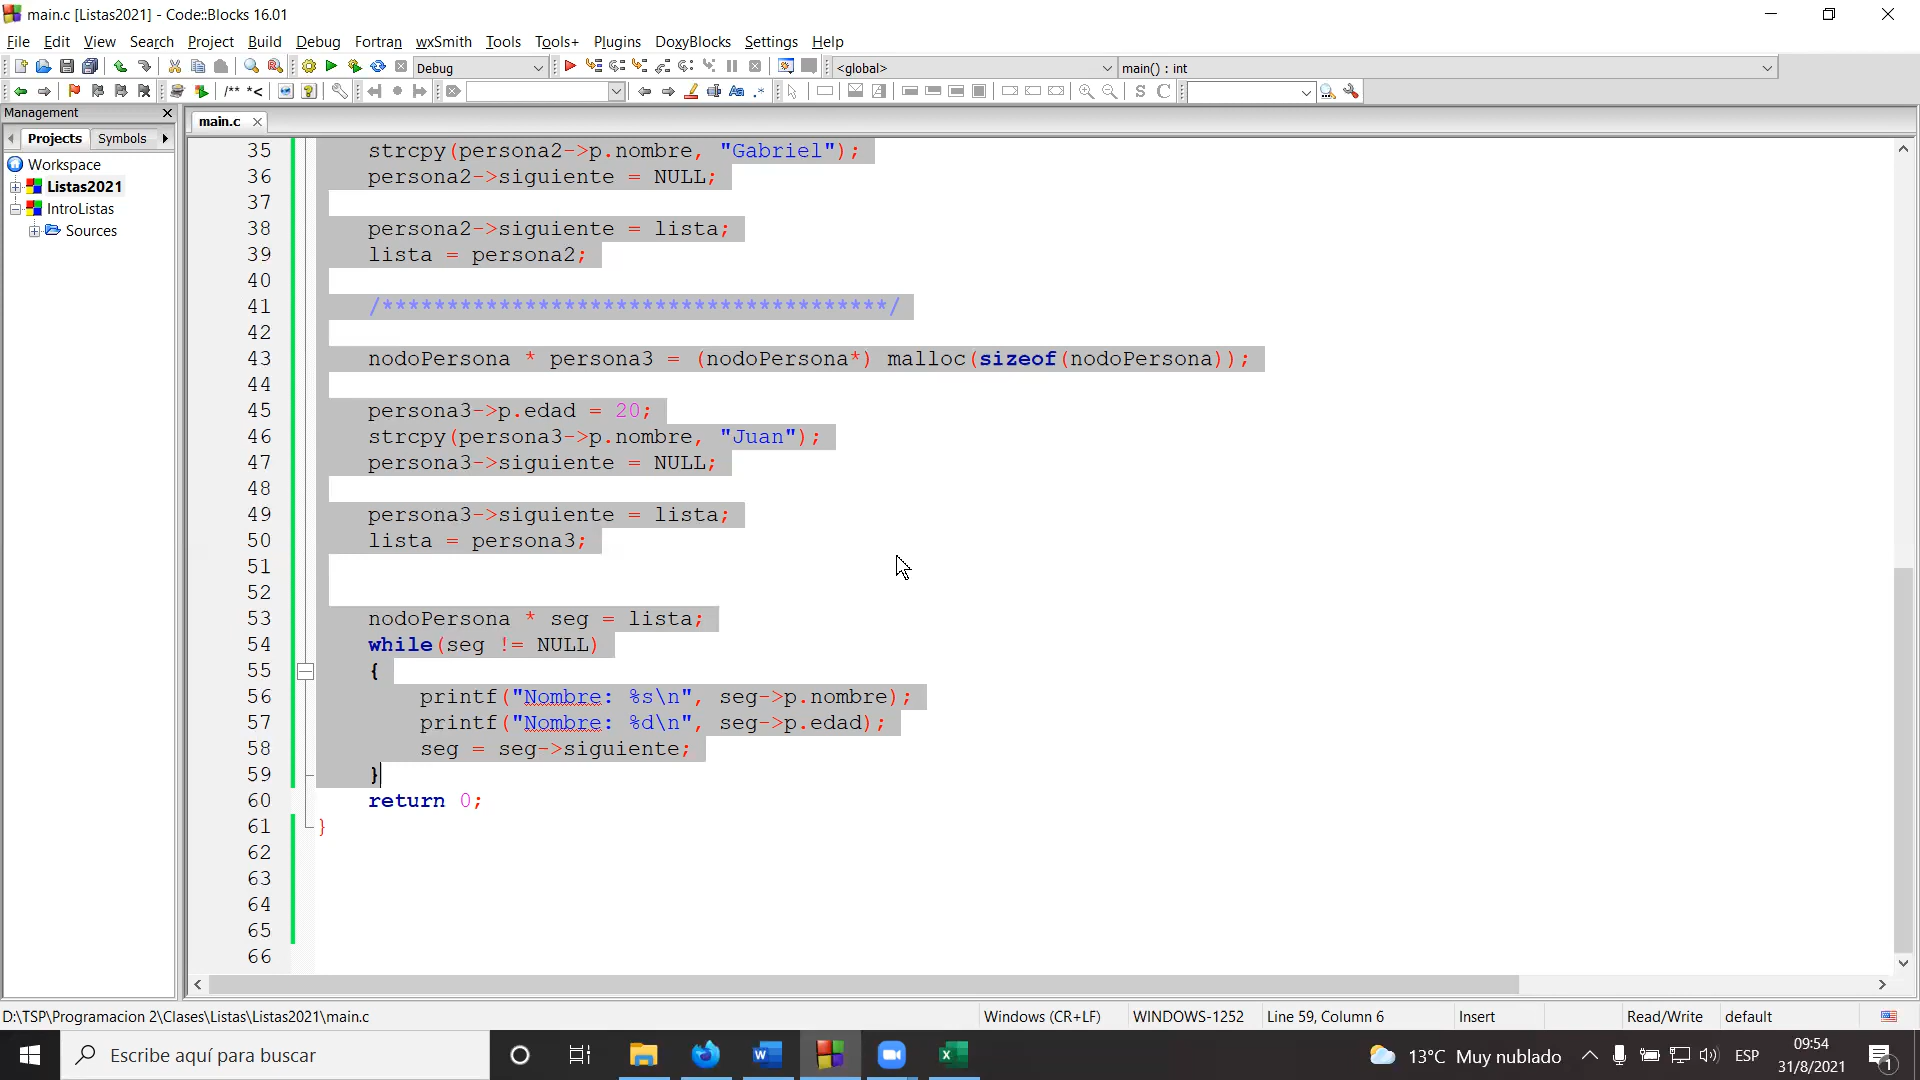 main.c [Listas2021] - Code::Blocks 16.01
File Edit View Search Project Build Debug Fortran wxSmith Tools Tools+ Plugins DoxyBlocks Settings Help
Debug <global> main() : int
/** *<
Management
main.c
Projects Symbols
Workspace
Listas2021
IntroListas
Sources
35 strcpy(persona2->p.nombre, "Gabriel");
36 persona2->siguiente = NULL;
37
38 persona2->siguiente = lista;
39 lista = persona2;
40
41 /***************************************/
42
43 nodoPersona * persona3 = (nodoPersona*) malloc(sizeof(nodoPersona));
44
45 persona3->p.edad = 20;
46 strcpy(persona3->p.nombre, "Juan");
47 persona3->siguiente = NULL;
48
49 persona3->siguiente = lista;
50 lista = persona3;
51
52
53 nodoPersona * seg = lista;
54 while(seg != NULL)
55 {
56 printf("Nombre: %s\n", seg->p.nombre);
57 printf("Nombre: %d\n", seg->p.edad);
58 seg = seg->siguiente;
59 }
60 return 0;
61 }
62
63
64
65
66
D:\TSP\Programacion 2\Clases\Listas\Listas2021\main.c Windows (CR+LF) WINDOWS-1252 Line 59, Column 6 Insert Read/Write default
Escribe aquí para buscar
13°C Muy nublado ESP
09:54
31/8/2021
1